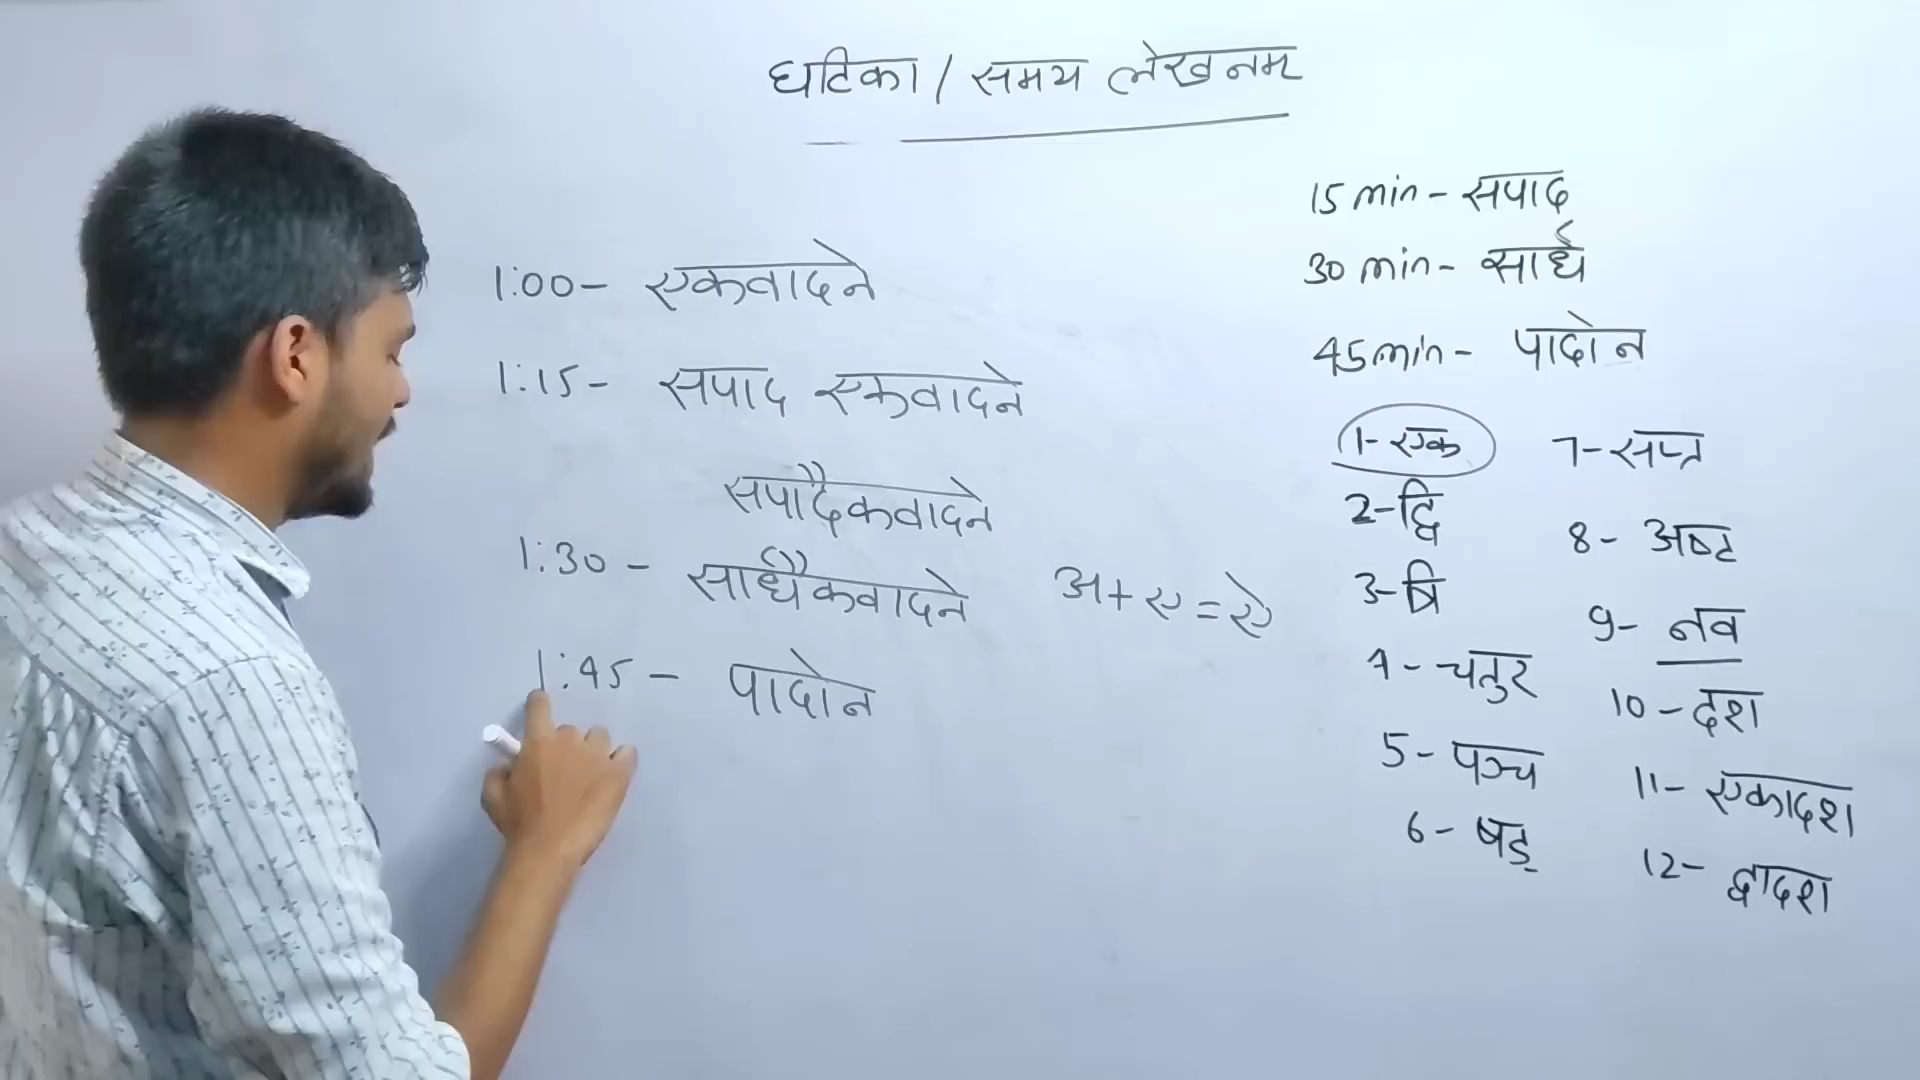 घटिका / समय लेखनम्
1:00 - एकवादने
1:15 - सपाद एकवादने
सपादैकवादने
1:30 - सार्धैकवादने
अ + ए = ऐ
1:45 - पादोन
15 min - सपाद
30 min - सार्ध
45 min - पादोन
1 - एक
2 - द्वि
3 - त्रि
4 - चतुर
5 - पञ्च
6 - षड्
7 - सप्त
8 - अष्ट
9 - नव
10 - दश
11 - एकादश
12 - द्वादश